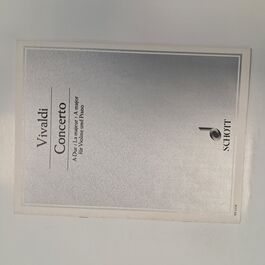 Vivaldi
Concerto
A Dur / La majeur · A major
für Violine und Piano
SCHOTT